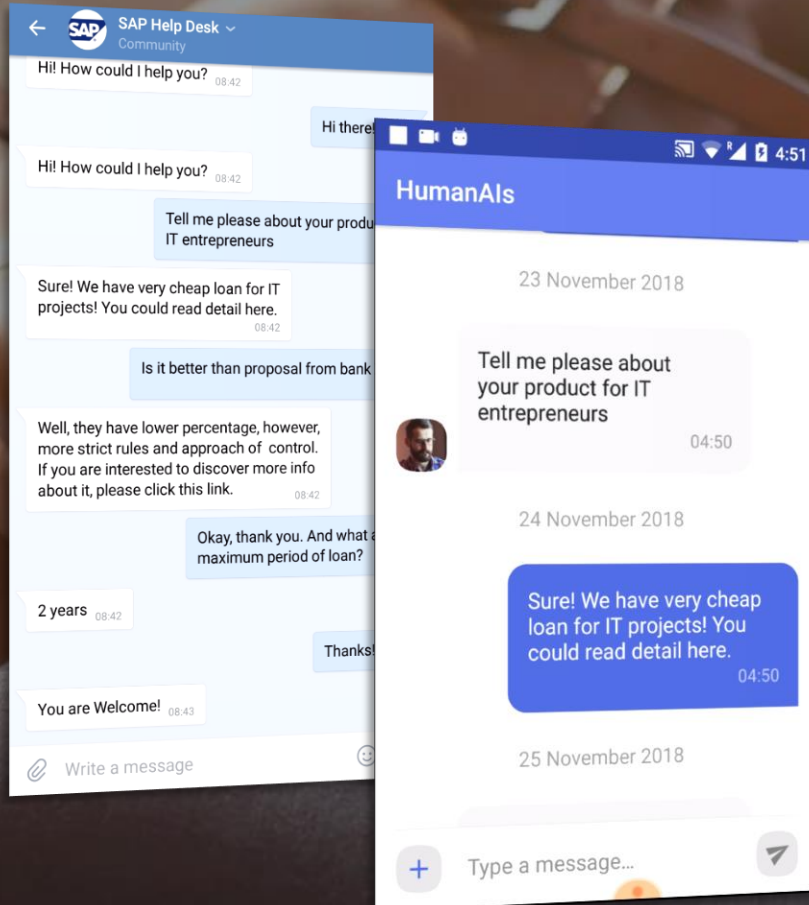 SAP
SAP Help Desk
Community
Hi! How could I help you?
08:42
Hi there!
Hi! How could I help you?
08:42
Tell me please about your produ
IT entrepreneurs
Sure! We have very cheap loan for IT
projects! You could read detail here.
08:42
Is it better than proposal from bank
Well, they have lower percentage, however,
more strict rules and approach of control.
If you are interested to discover more info
about it, please click this link.
08:42
Okay, thank you. And what a
maximum period of loan?
2 years
08:42
Thanks!
You are Welcome!
08:43
Write a message
R
4:51
HumanAIs
23 November 2018
Tell me please about
your product for IT
entrepreneurs
04:50
24 November 2018
Sure! We have very cheap
loan for IT projects! You
could read detail here.
04:50
25 November 2018
Type a message...